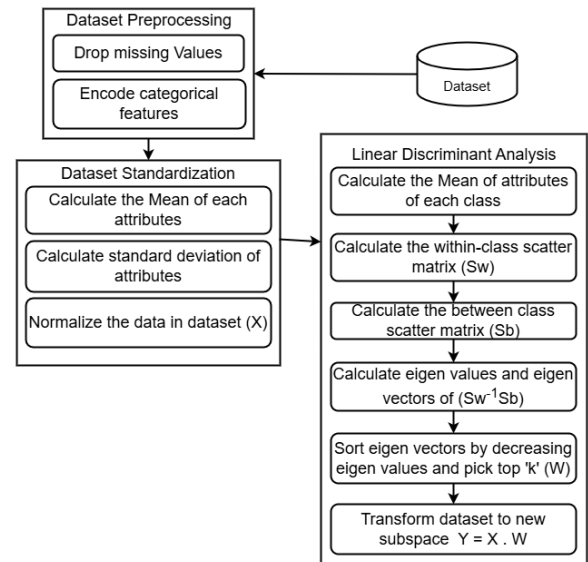 Dataset Preprocessing
Drop missing Values
Encode categorical
features
Dataset
Dataset Standardization
Calculate the Mean of each
attributes
Calculate standard deviation of
attributes
Normalize the data in dataset (X)
Linear Discriminant Analysis
Calculate the Mean of attributes
of each class
Calculate the within-class scatter
matrix (Sw)
Calculate the between class
scatter matrix (Sb)
Calculate eigen values and eigen
vectors of (Sw⁻¹Sb)
Sort eigen vectors by decreasing
eigen values and pick top 'k' (W)
Transform dataset to new
subspace Y = X . W